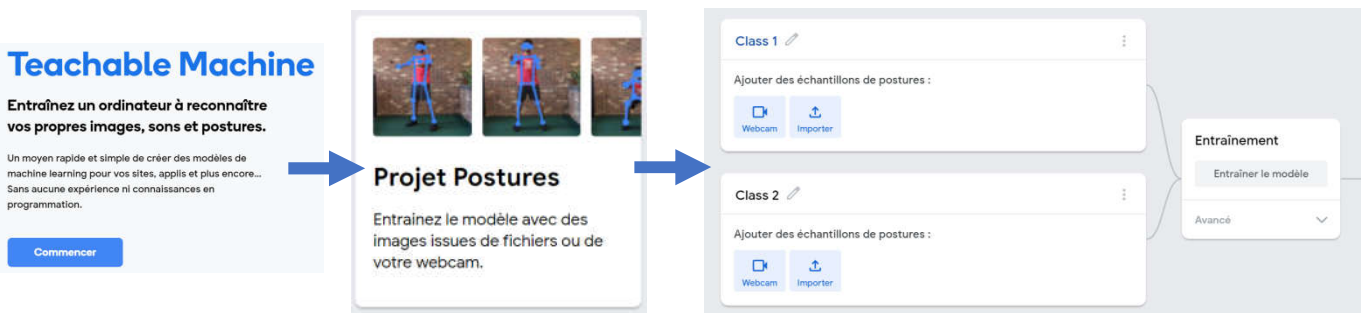 Teachable Machine
Entraînez un ordinateur à reconnaître
vos propres images, sons et postures.
Un moyen rapide et simple de créer des modèles de
machine learning pour vos sites, applis et plus encore...
Sans aucune expérience ni connaissances en
programmation.
Commencer
Projet Postures
Entrainez le modèle avec des
images issues de fichiers ou de
votre webcam.
Class 1
Ajouter des échantillons de postures :
Webcam Importer
Class 2
Ajouter des échantillons de postures :
Webcam Importer
Entraînement
Entraîner le modèle
Avancé